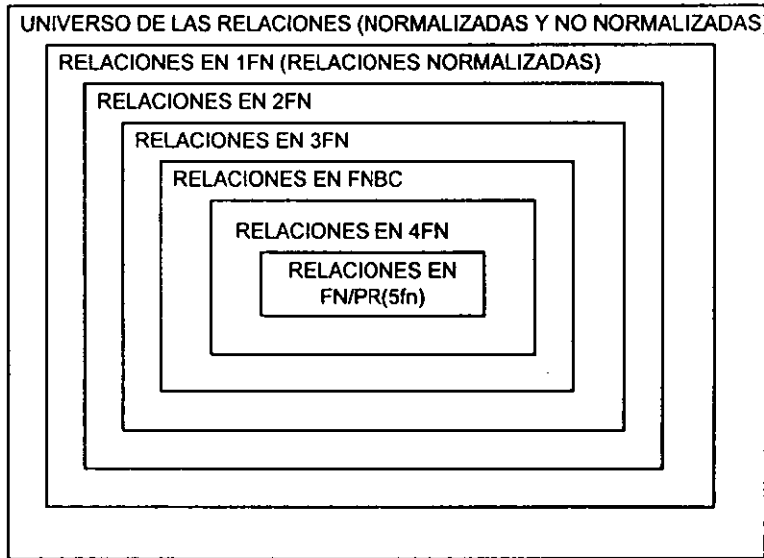 UNIVERSO DE LAS RELACIONES (NORMALIZADAS Y NO NORMALIZADAS)
RELACIONES EN 1FN (RELACIONES NORMALIZADAS)
RELACIONES EN 2FN
RELACIONES EN 3FN
RELACIONES EN FNBC
RELACIONES EN 4FN
RELACIONES EN
FN/PR(5fn)